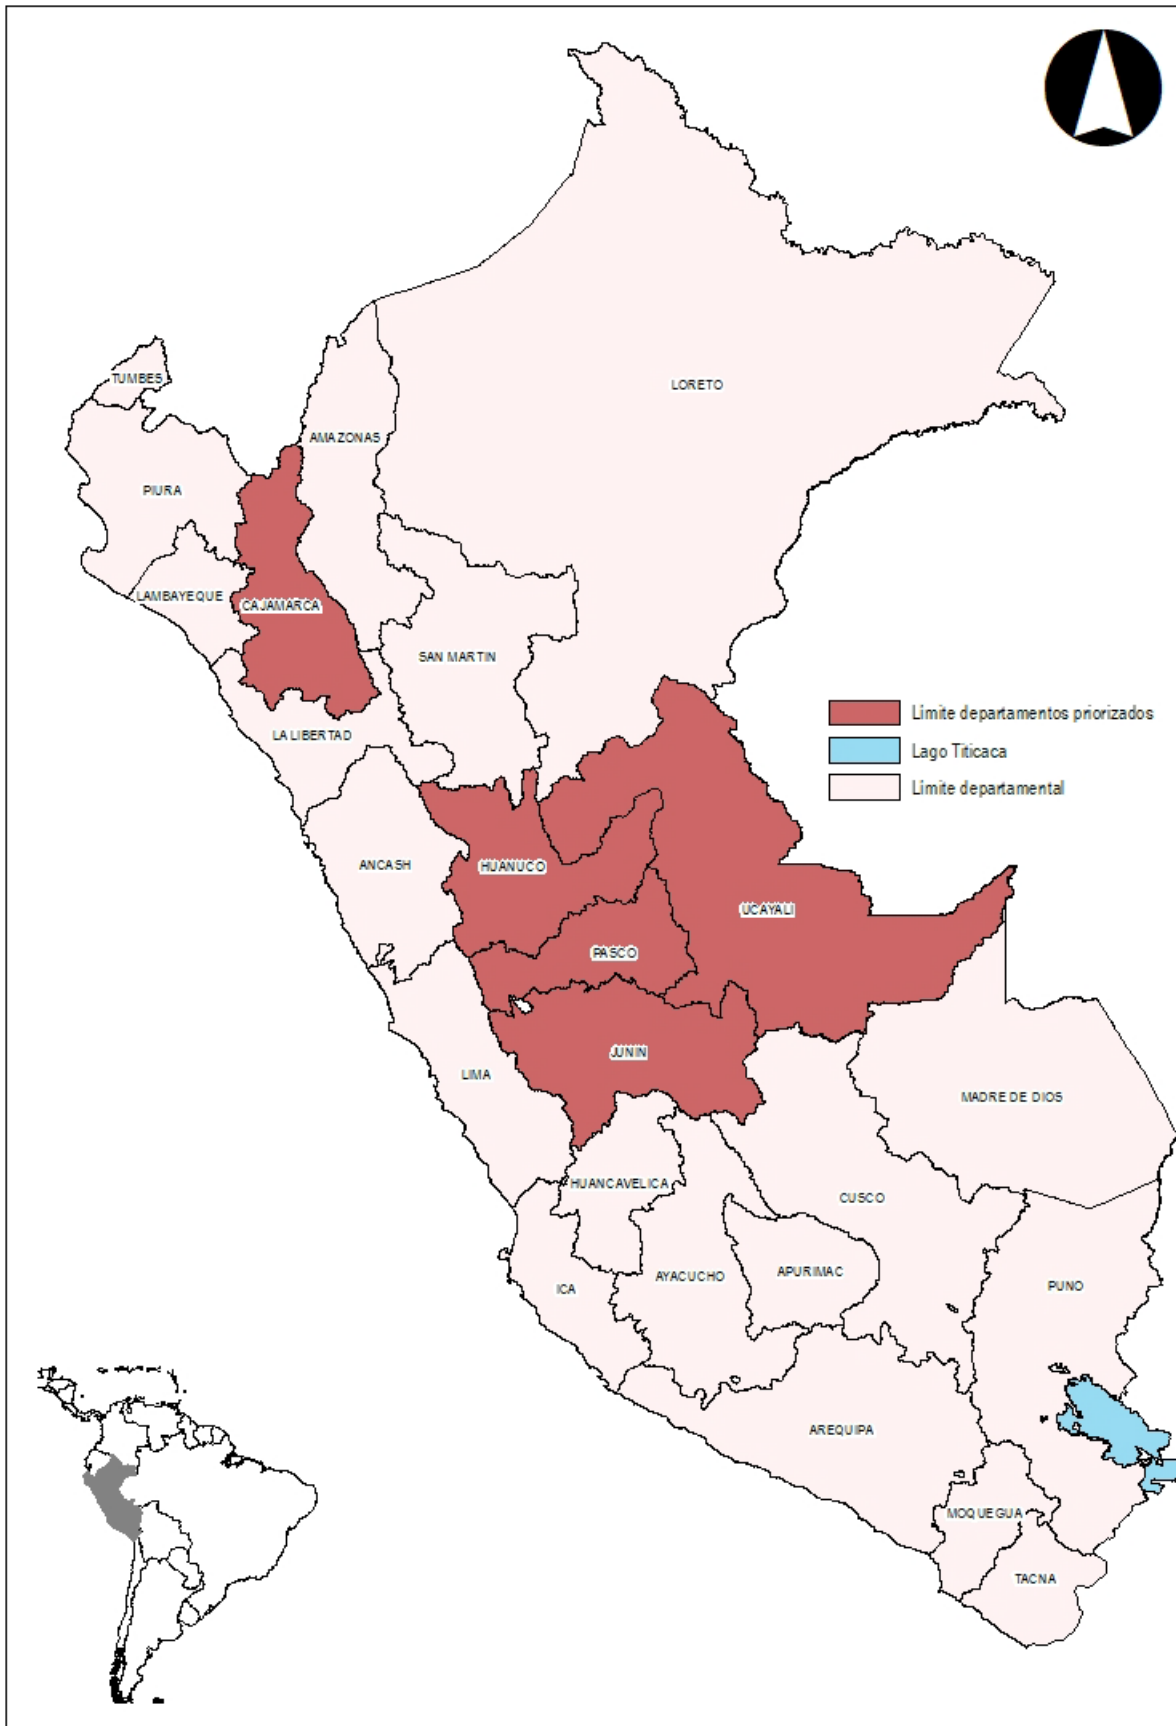 LORETO
TUMBES
AMAZONAS
PIURA
LAMBAYEQUE
CAJAMARCA
SAN MARTIN
LA LIBERTAD
Limite departamentos priorizados
Lago Titicaca
Limite departamental
ANCASH
HUANUCO
UCAYALI
PASCO
JUNIN
LIMA
MADRE DE DIOS
HUANCAVELICA
CUSCO
AYACUCHO
APURIMAC
ICA
PUNO
AREQUIPA
MOQUEGUA
TACNA